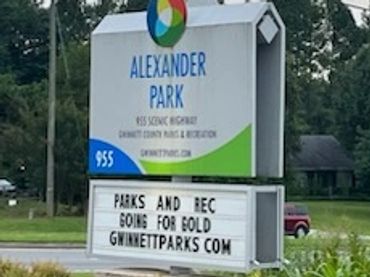 ALEXANDER
PARK
955 SCENIC HIGHWAY
GWINNETT COUNTY PARKS & RECREATION
GWINNETTPARKS.COM
955
PARKS AND REC
GOING FOR GOLD
GWINNETTPARKS COM